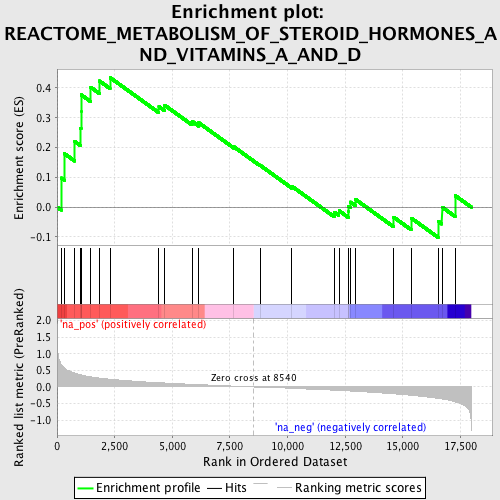 Enrichment plot:
REACTOME_METABOLISM_OF_STEROID_HORMONES_A
ND_VITAMINS_A_AND_D
Enrichment score (ES)
0.4
0.3
0.2
0.1
0.0
-0.1
'na_pos' (positively correlated)
Ranked list metric (PreRanked)
2.0
1.5
1.0
0.5
0.0
-0.5
-1.0
Zero cross at 8540
'na_neg' (negatively correlated)
0
2,500
5,000
7,500
10,000
12,500
15,000
17,500
Rank in Ordered Dataset
Enrichment profile
Hits
Ranking metric scores